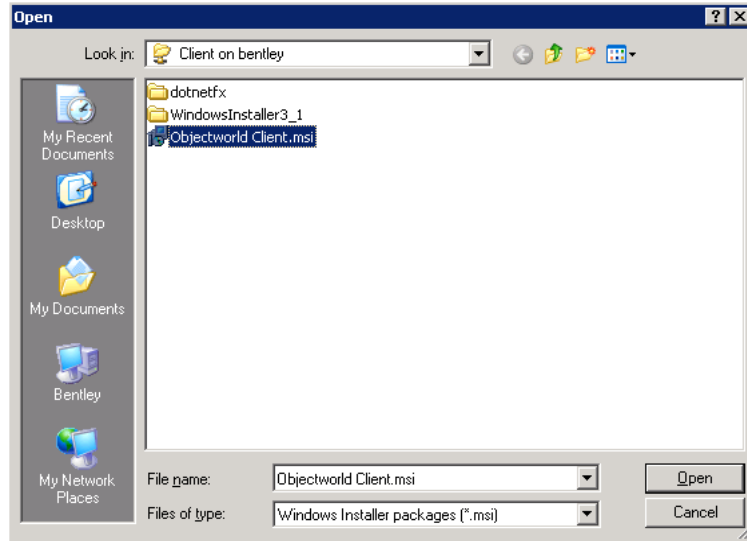 Open
Look in:
Client on bentley
dotnetfx
WindowsInstaller3_1
Objectworld Client.msi
My Recent
Documents
Desktop
My Documents
Bentley
My Network
Places
File name:
Objectworld Client.msi
Open
Files of type:
Windows Installer packages (*.msi)
Cancel